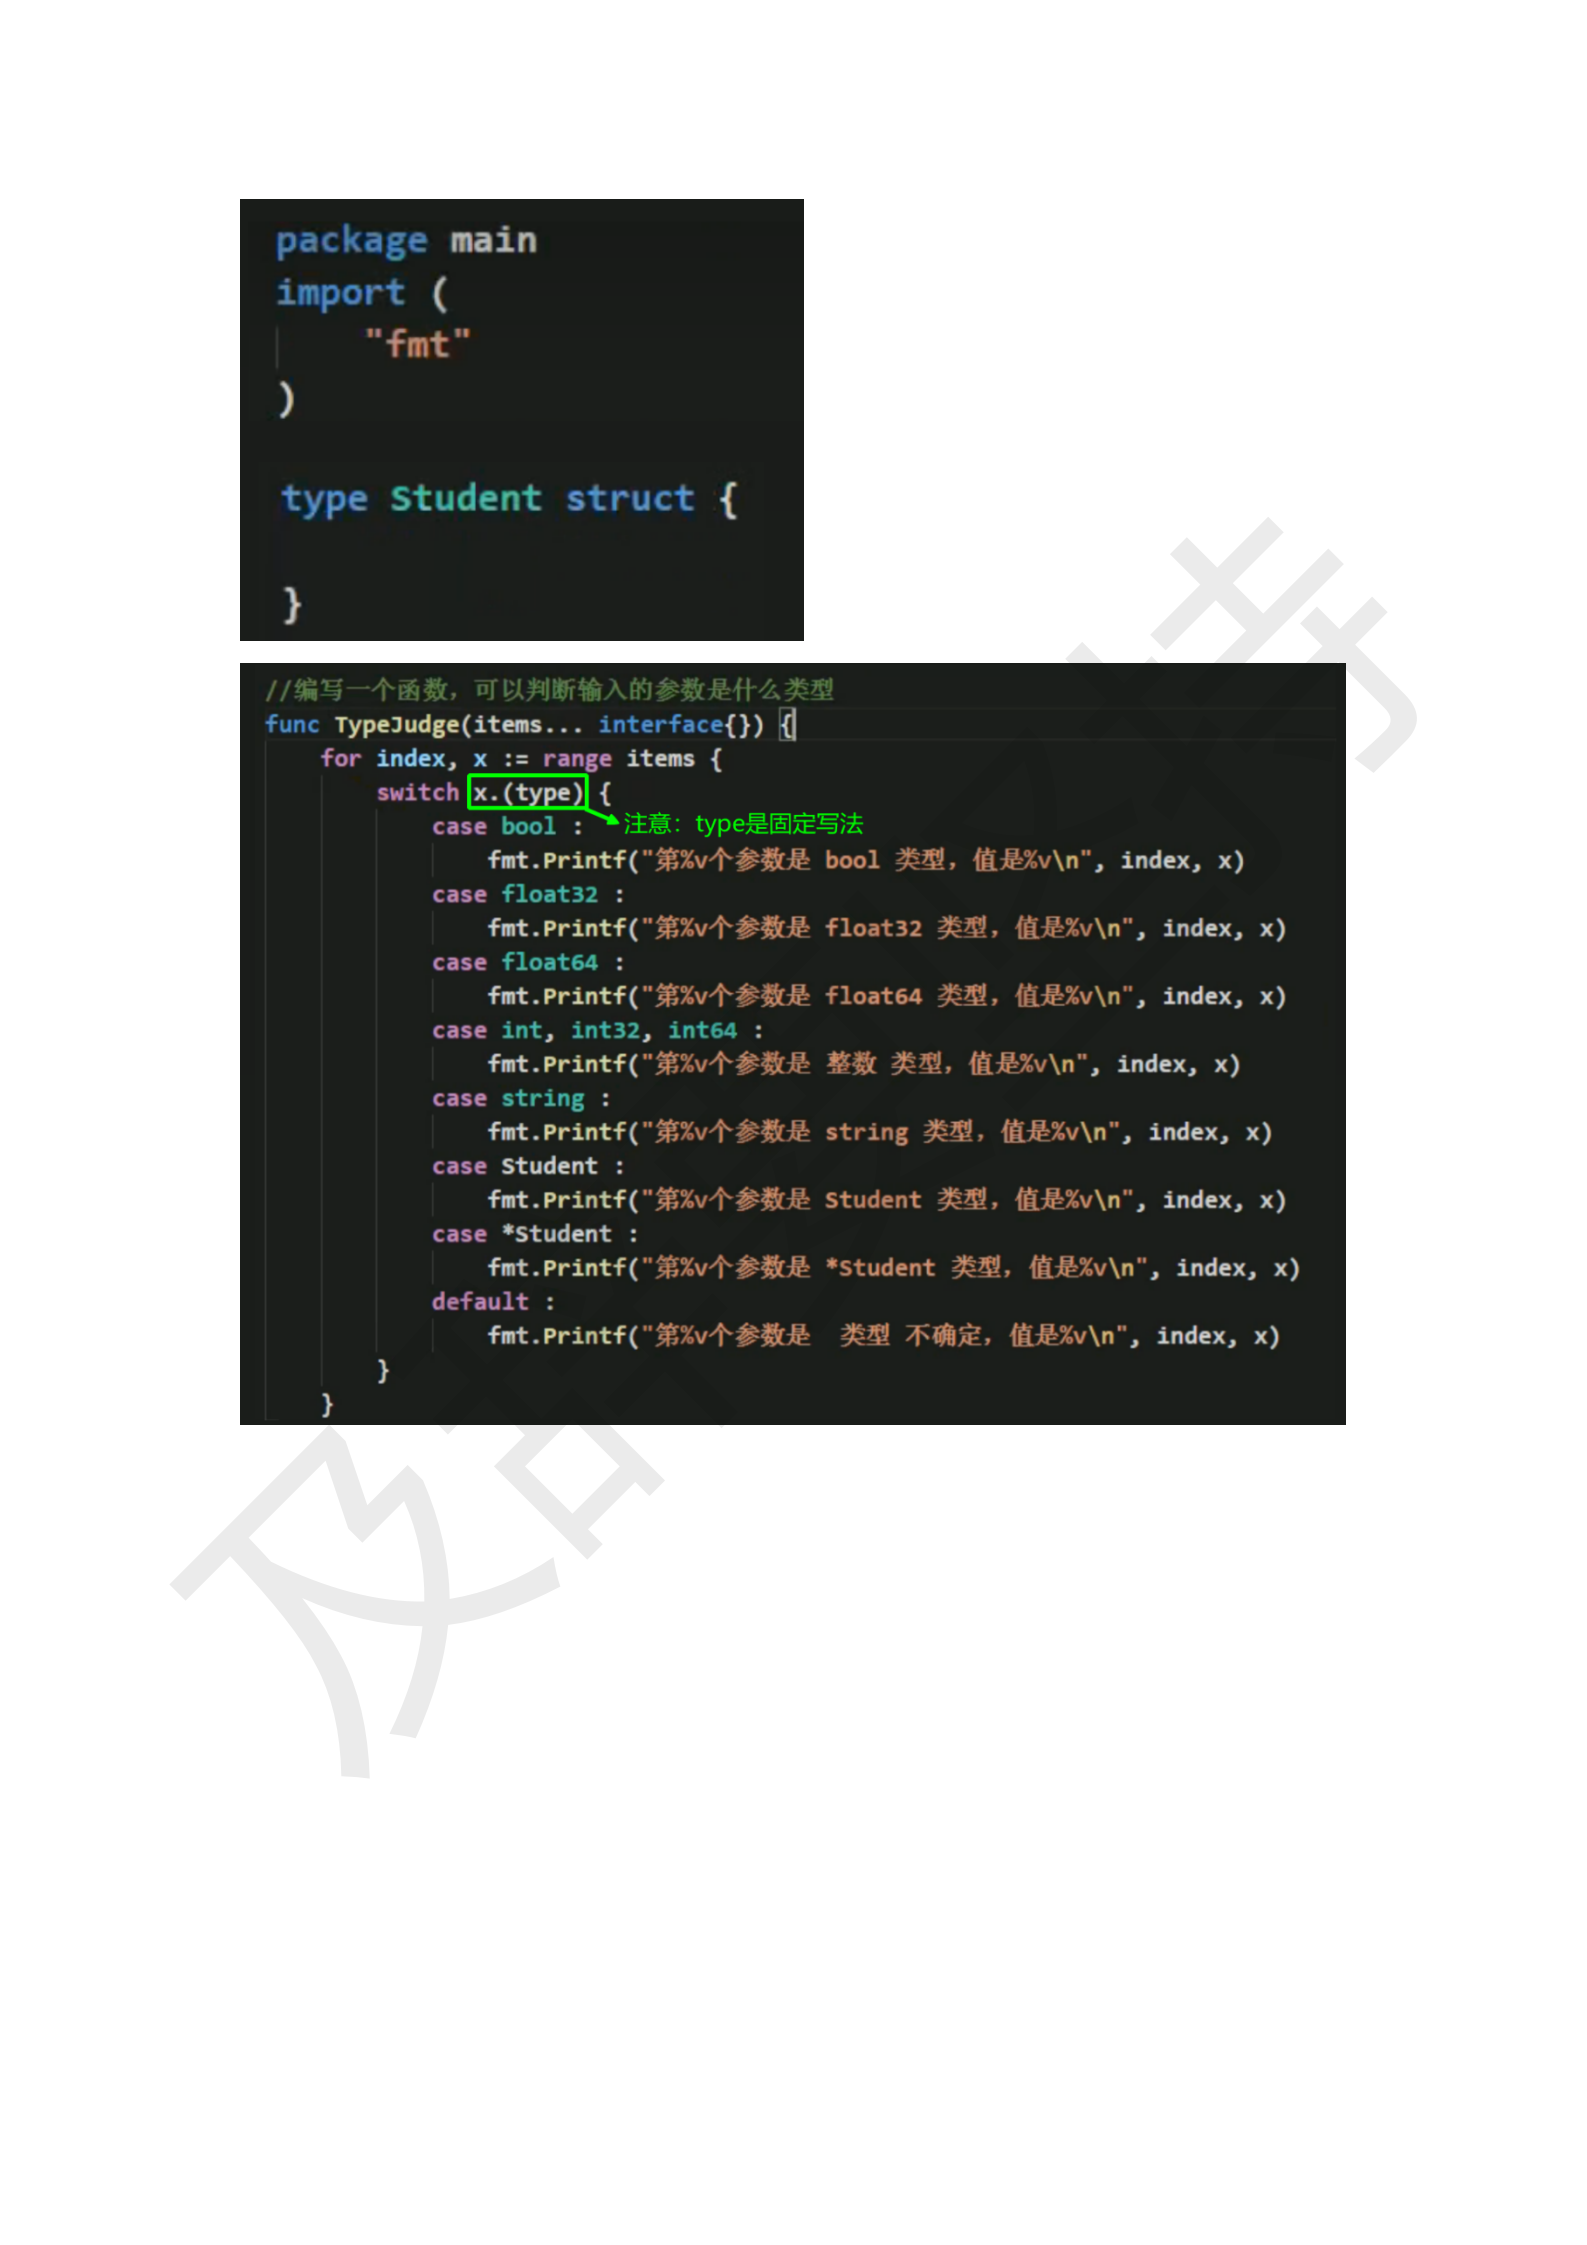 package main
import (
"fmt"
)
type Student struct {
}
//编写一个函数，可以判断输入的参数是什么类型
func TypeJudge(items... interface{}) {
for index, x := range items {
switch x.(type) {
case bool :
注意：type是固定写法
fmt.Printf("第%v个参数是 bool 类型，值是%v\n", index, x)
case float32 :
fmt.Printf("第%v个参数是 float32 类型，值是%v\n", index, x)
case float64 :
fmt.Printf("第%v个参数是 float64 类型，值是%v\n", index, x)
case int, int32, int64 :
fmt.Printf("第%v个参数是 整数 类型，值是%v\n", index, x)
case string :
fmt.Printf("第%v个参数是 string 类型，值是%v\n", index, x)
case Student :
fmt.Printf("第%v个参数是 Student 类型，值是%v\n", index, x)
case *Student :
fmt.Printf("第%v个参数是 *Student 类型，值是%v\n", index, x)
default :
fmt.Printf("第%v个参数是  类型 不确定，值是%v\n", index, x)
}
}